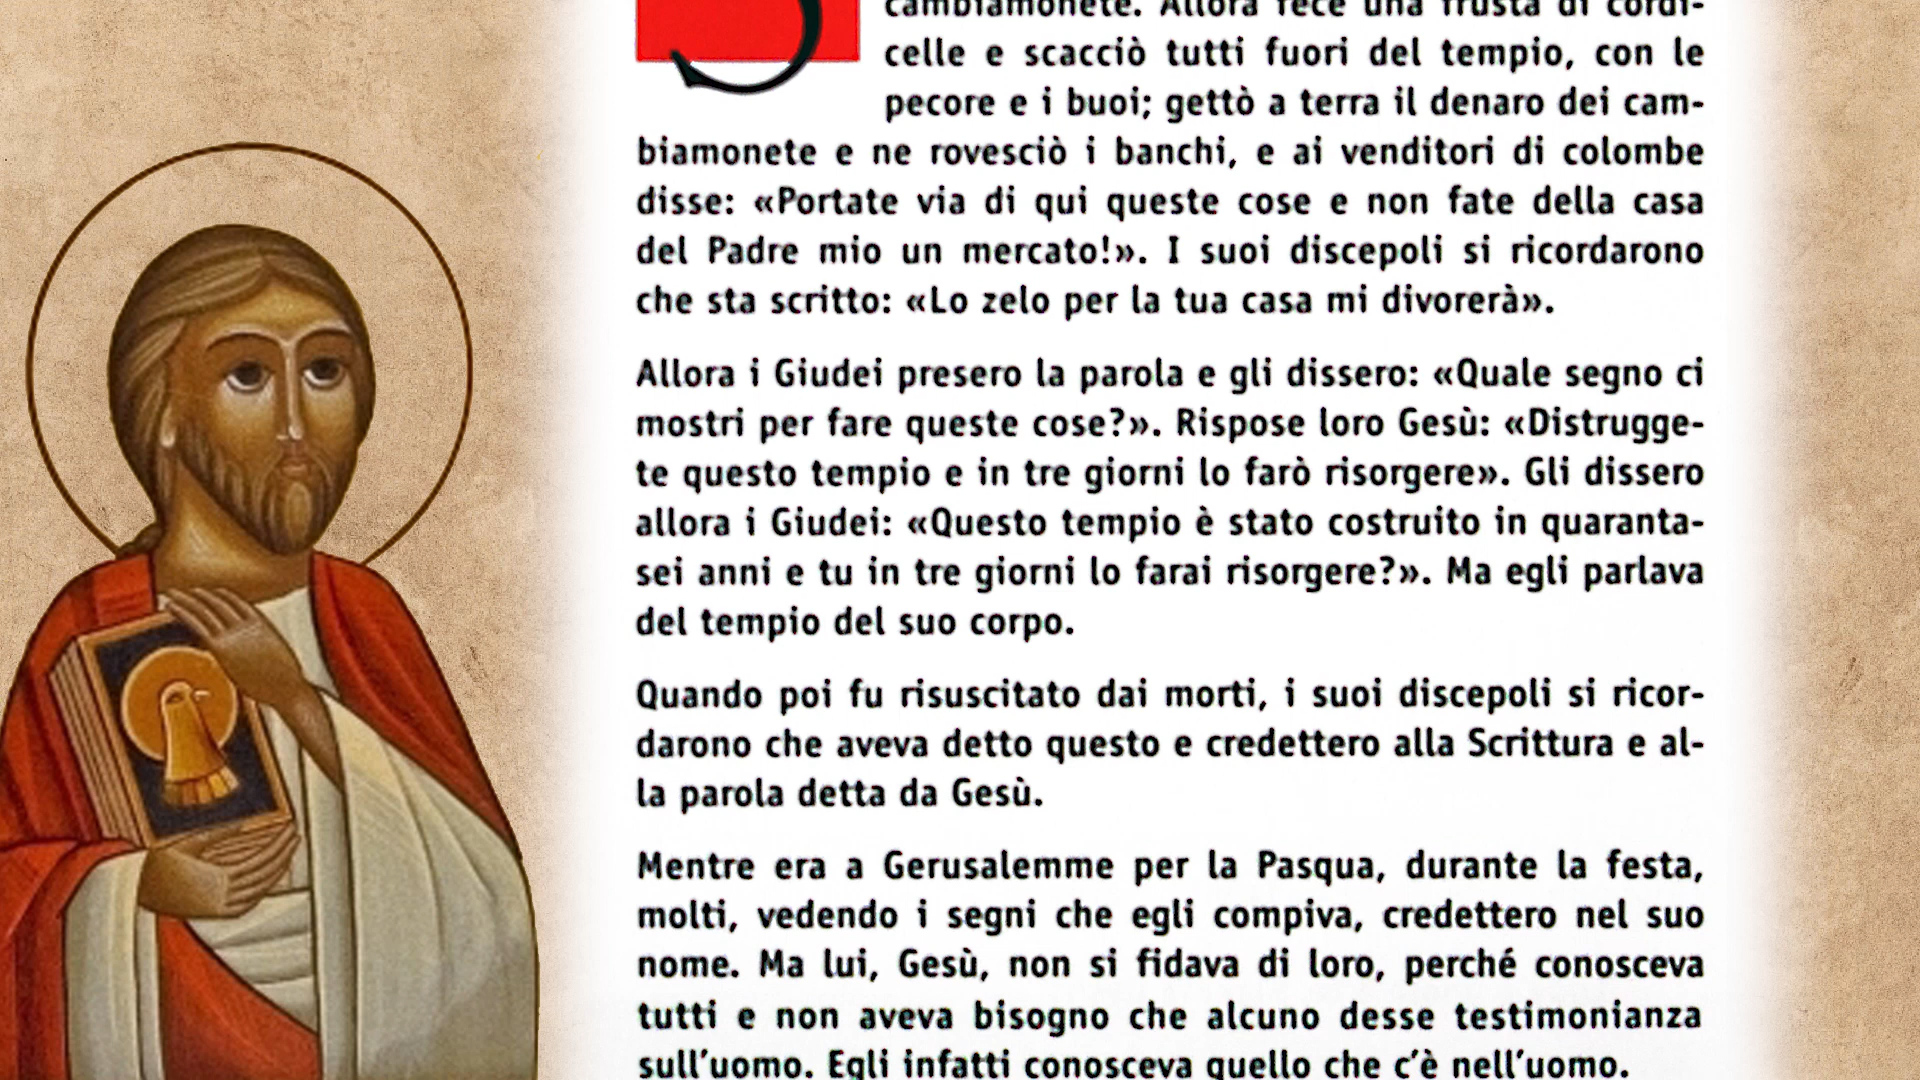 cambiamonete. Allora fece una frusta di cordi-
celle e scacciò tutti fuori del tempio, con le
pecore e i buoi; gettò a terra il denaro dei cam-
biamonete e ne rovesciò i banchi, e ai venditori di colombe
disse: «Portate via di qui queste cose e non fate della casa
del Padre mio un mercato!». I suoi discepoli si ricordarono
che sta scritto: «Lo zelo per la tua casa mi divorerà».
Allora i Giudei presero la parola e gli dissero: «Quale segno ci
mostri per fare queste cose?». Rispose loro Gesù: «Distrugge-
te questo tempio e in tre giorni lo farò risorgere». Gli dissero
allora i Giudei: «Questo tempio è stato costruito in quaranta-
sei anni e tu in tre giorni lo farai risorgere?». Ma egli parlava
del tempio del suo corpo.
Quando poi fu risuscitato dai morti, i suoi discepoli si ricor-
darono che aveva detto questo e credettero alla Scrittura e al-
la parola detta da Gesù.
Mentre era a Gerusalemme per la Pasqua, durante la festa,
molti, vedendo i segni che egli compiva, credettero nel suo
nome. Ma lui, Gesù, non si fidava di loro, perché conosceva
tutti e non aveva bisogno che alcuno desse testimonianza
sull'uomo. Egli infatti conosceva quello che c'è nell'uomo.